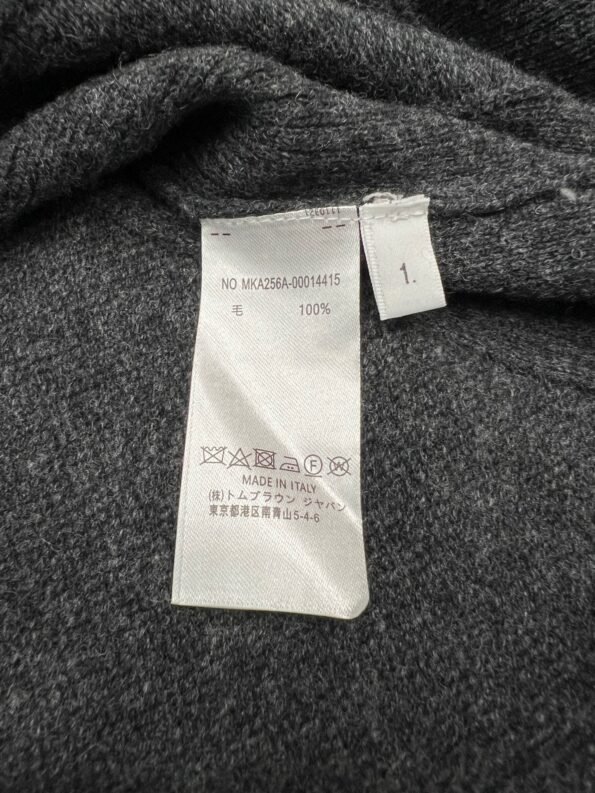 NO MKA256A-00014415
毛 100%
MADE IN ITALY
(株)トムブラウン ジャパン
東京都港区南青山5-4-6
1.